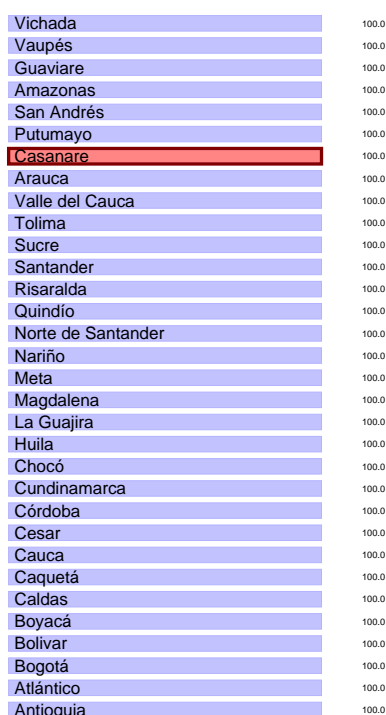 Vichada 100.0
Vaupés 100.0
Guaviare 100.0
Amazonas 100.0
San Andrés 100.0
Putumayo 100.0
Casanare 100.0
Arauca 100.0
Valle del Cauca 100.0
Tolima 100.0
Sucre 100.0
Santander 100.0
Risaralda 100.0
Quindío 100.0
Norte de Santander 100.0
Nariño 100.0
Meta 100.0
Magdalena 100.0
La Guajira 100.0
Huila 100.0
Chocó 100.0
Cundinamarca 100.0
Córdoba 100.0
Cesar 100.0
Cauca 100.0
Caquetá 100.0
Caldas 100.0
Boyacá 100.0
Bolivar 100.0
Bogotá 100.0
Atlántico 100.0
Antioquia 100.0